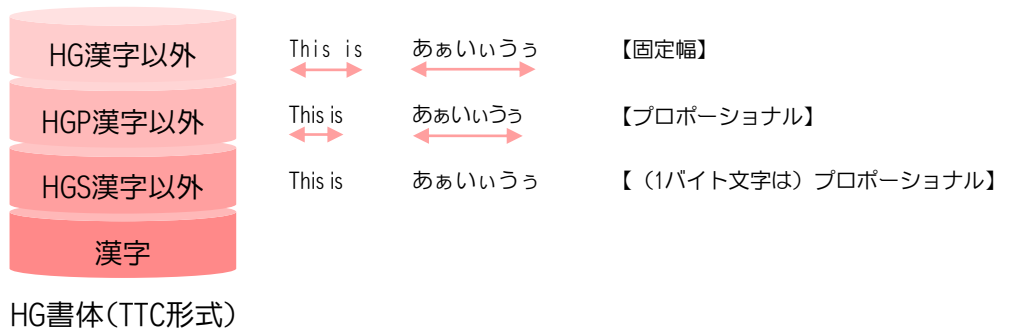 HG漢字以外 This is あぁいぃうぅ 【固定幅】
HGP漢字以外 This is あぁいぃうぅ 【プロポーショナル】
HGS漢字以外 This is あぁいぃうぅ 【（1バイト文字は）プロポーショナル】
漢字
HG書体(TTC形式)